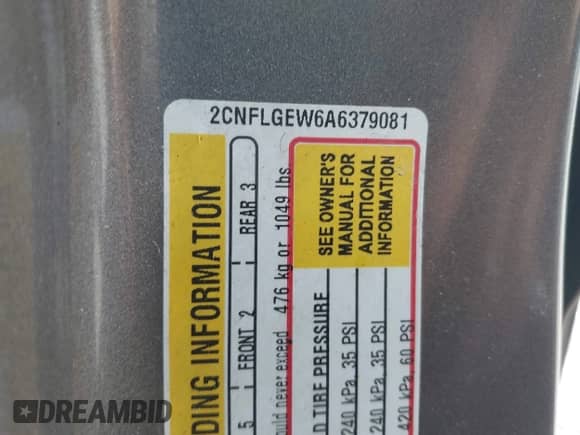 2CNFLGEW6A6379081
DING INFORMATION
5 FRONT 2 REAR 3
ould never exceed 476 kg or 1049 lbs
SEE OWNER'S
MANUAL FOR
ADDITIONAL
INFORMATION
D TIRE PRESSURE
240 kPa, 35 PSI
240 kPa, 35 PSI
420 kPa, 60 PSI
DREAMBID